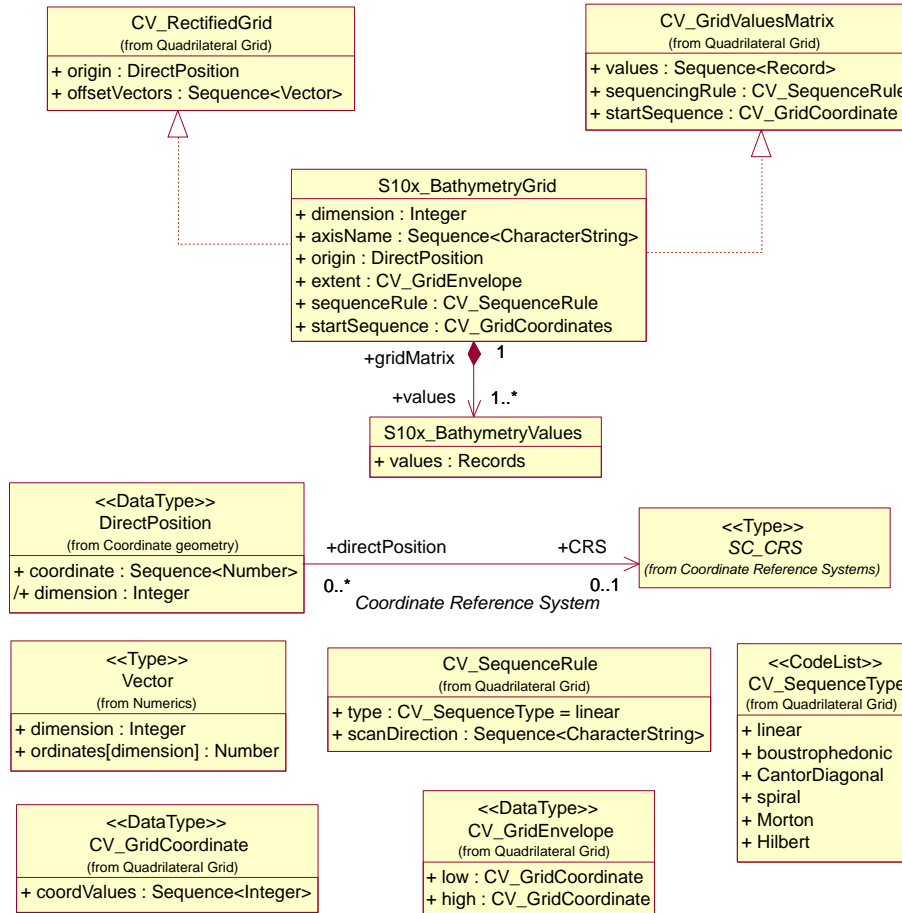 CV_RectifiedGrid
(from Quadrilateral Grid)
+ origin : DirectPosition
+ offsetVectors : Sequence<Vector>
CV_GridValuesMatrix
(from Quadrilateral Grid)
+ values : Sequence<Record>
+ sequencingRule : CV_SequenceRule
+ startSequence : CV_GridCoordinate
S10x_BathymetryGrid
+ dimension : Integer
+ axisName : Sequence<CharacterString>
+ origin : DirectPosition
+ extent : CV_GridEnvelope
+ sequenceRule : CV_SequenceRule
+ startSequence : CV_GridCoordinates
+gridMatrix
1
+values
1..*
S10x_BathymetryValues
+ values : Records
<<DataType>>
DirectPosition
(from Coordinate geometry)
+ coordinate : Sequence<Number>
/+ dimension : Integer
+directPosition
+CRS
0..*
0..1
Coordinate Reference System
<<Type>>
SC_CRS
(from Coordinate Reference Systems)
<<Type>>
Vector
(from Numerics)
+ dimension : Integer
+ ordinates[dimension] : Number
CV_SequenceRule
(from Quadrilateral Grid)
+ type : CV_SequenceType = linear
+ scanDirection : Sequence<CharacterString>
<<CodeList>>
CV_SequenceType
(from Quadrilateral Grid)
+ linear
+ boustrophedonic
+ CantorDiagonal
+ spiral
+ Morton
+ Hilbert
<<DataType>>
CV_GridCoordinate
(from Quadrilateral Grid)
+ coordValues : Sequence<Integer>
<<DataType>>
CV_GridEnvelope
(from Quadrilateral Grid)
+ low : CV_GridCoordinate
+ high : CV_GridCoordinate